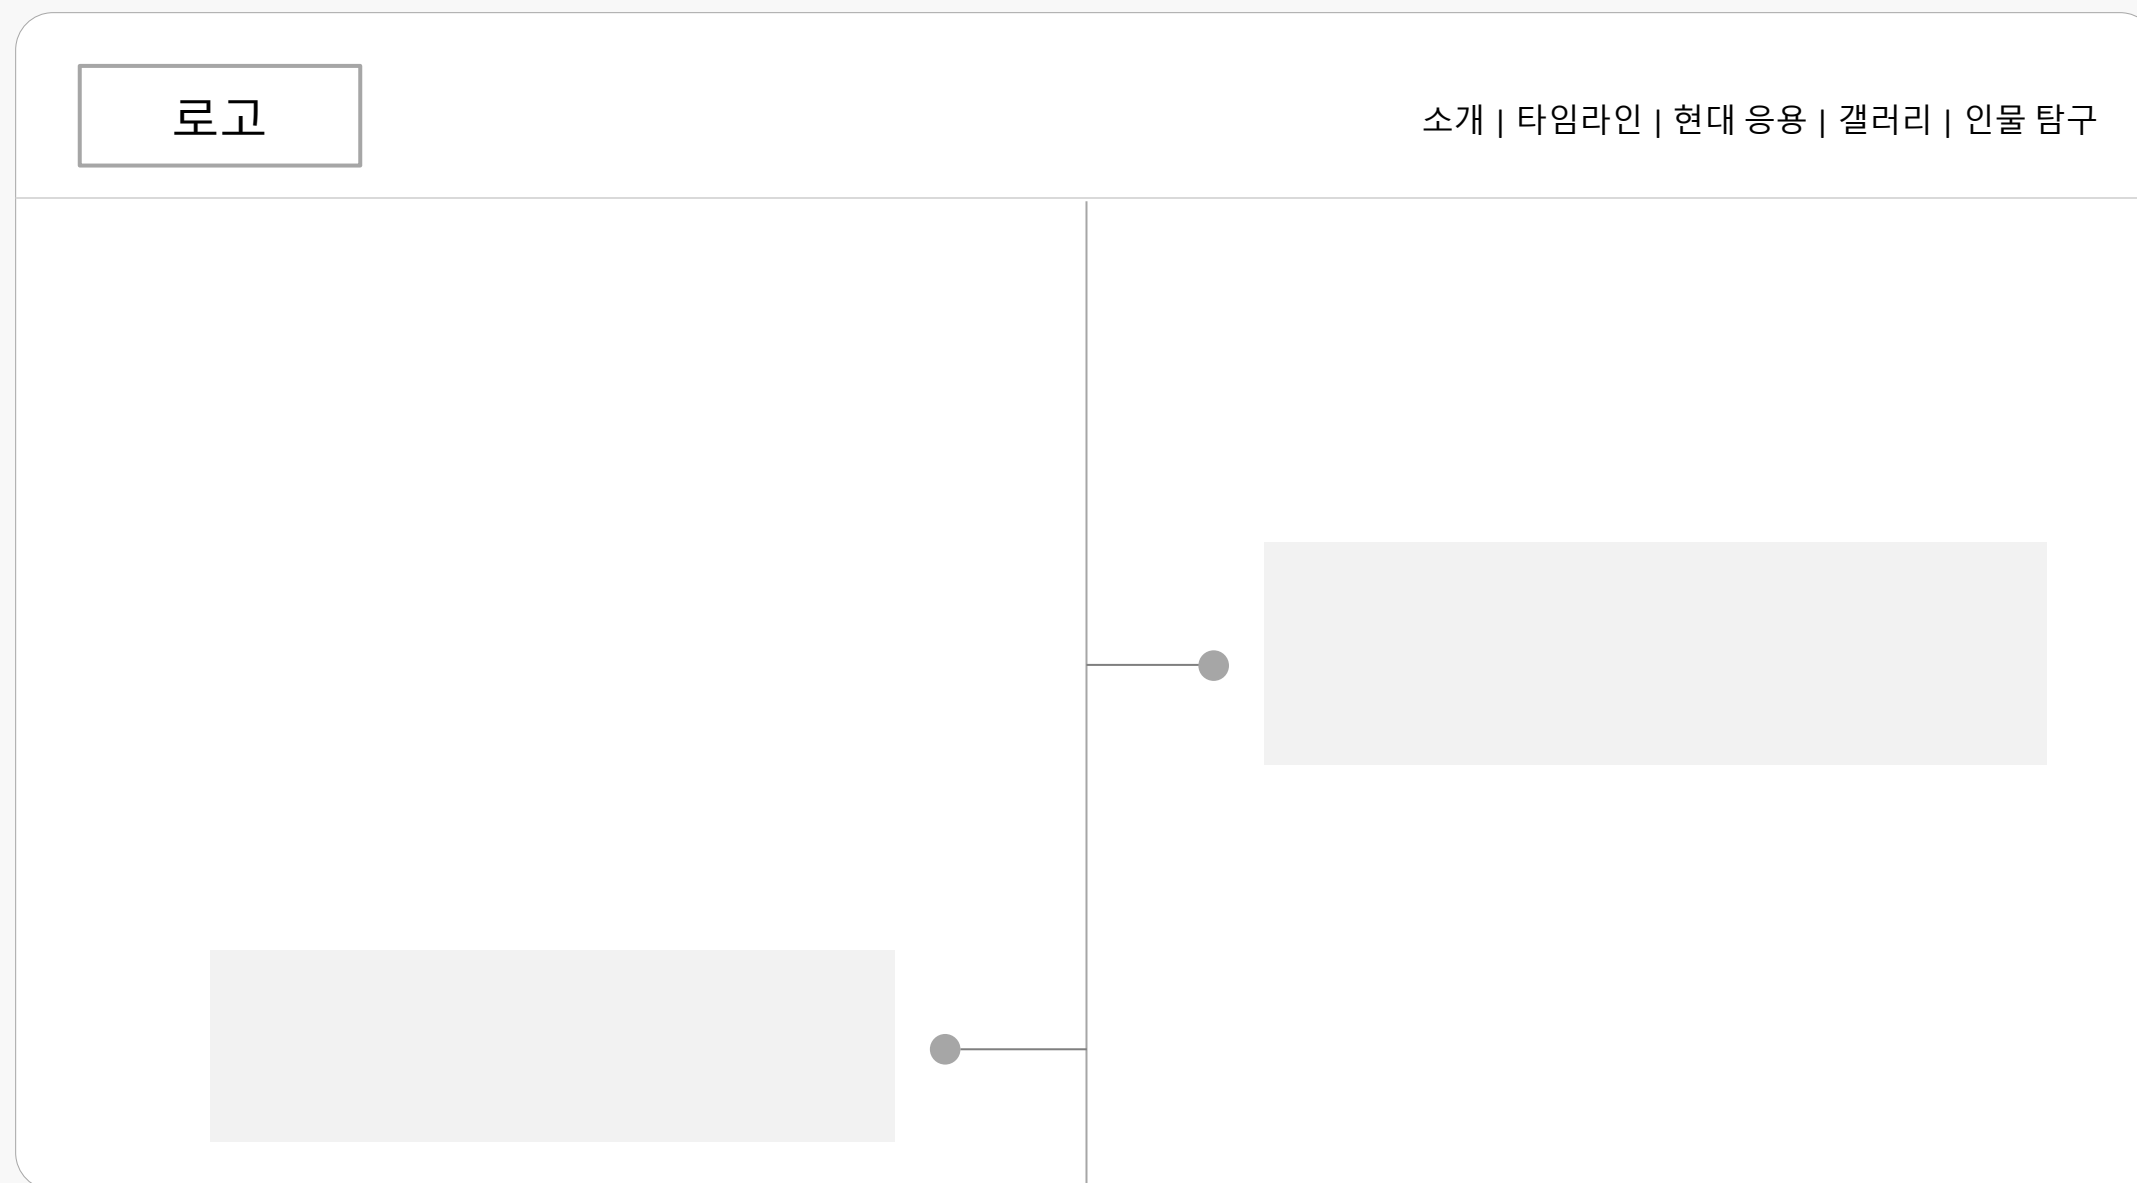 로고
소개 | 타임라인 | 현대 응용 | 갤러리 | 인물 탐구